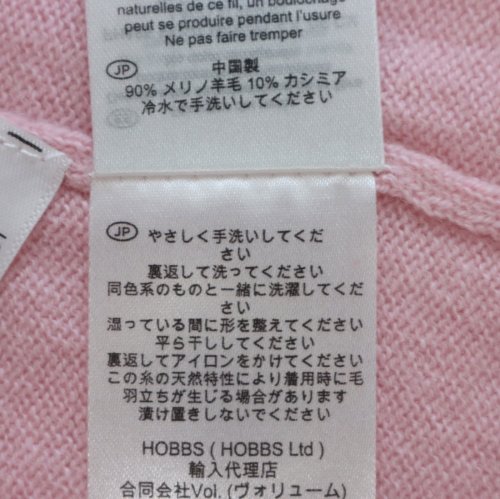 naturelles de ce fil, un boulochage
peut se produire pendant l'usure
Ne pas faire tremper
JP 中国製
90% メリノ羊毛 10% カシミア
冷水で手洗いしてください
JP やさしく手洗いしてくだ
さい
裏返して洗ってください
同色系のものと一緒に洗濯してくだ
さい
湿っている間に形を整えてください
平ら干ししてください
裏返してアイロンをかけてください
この糸の天然特性により着用時に毛
羽立ちが生じる場合があります
漬け置きしないでください
HOBBS ( HOBBS Ltd )
輸入代理店
合同会社Vol. (ヴォリューム)